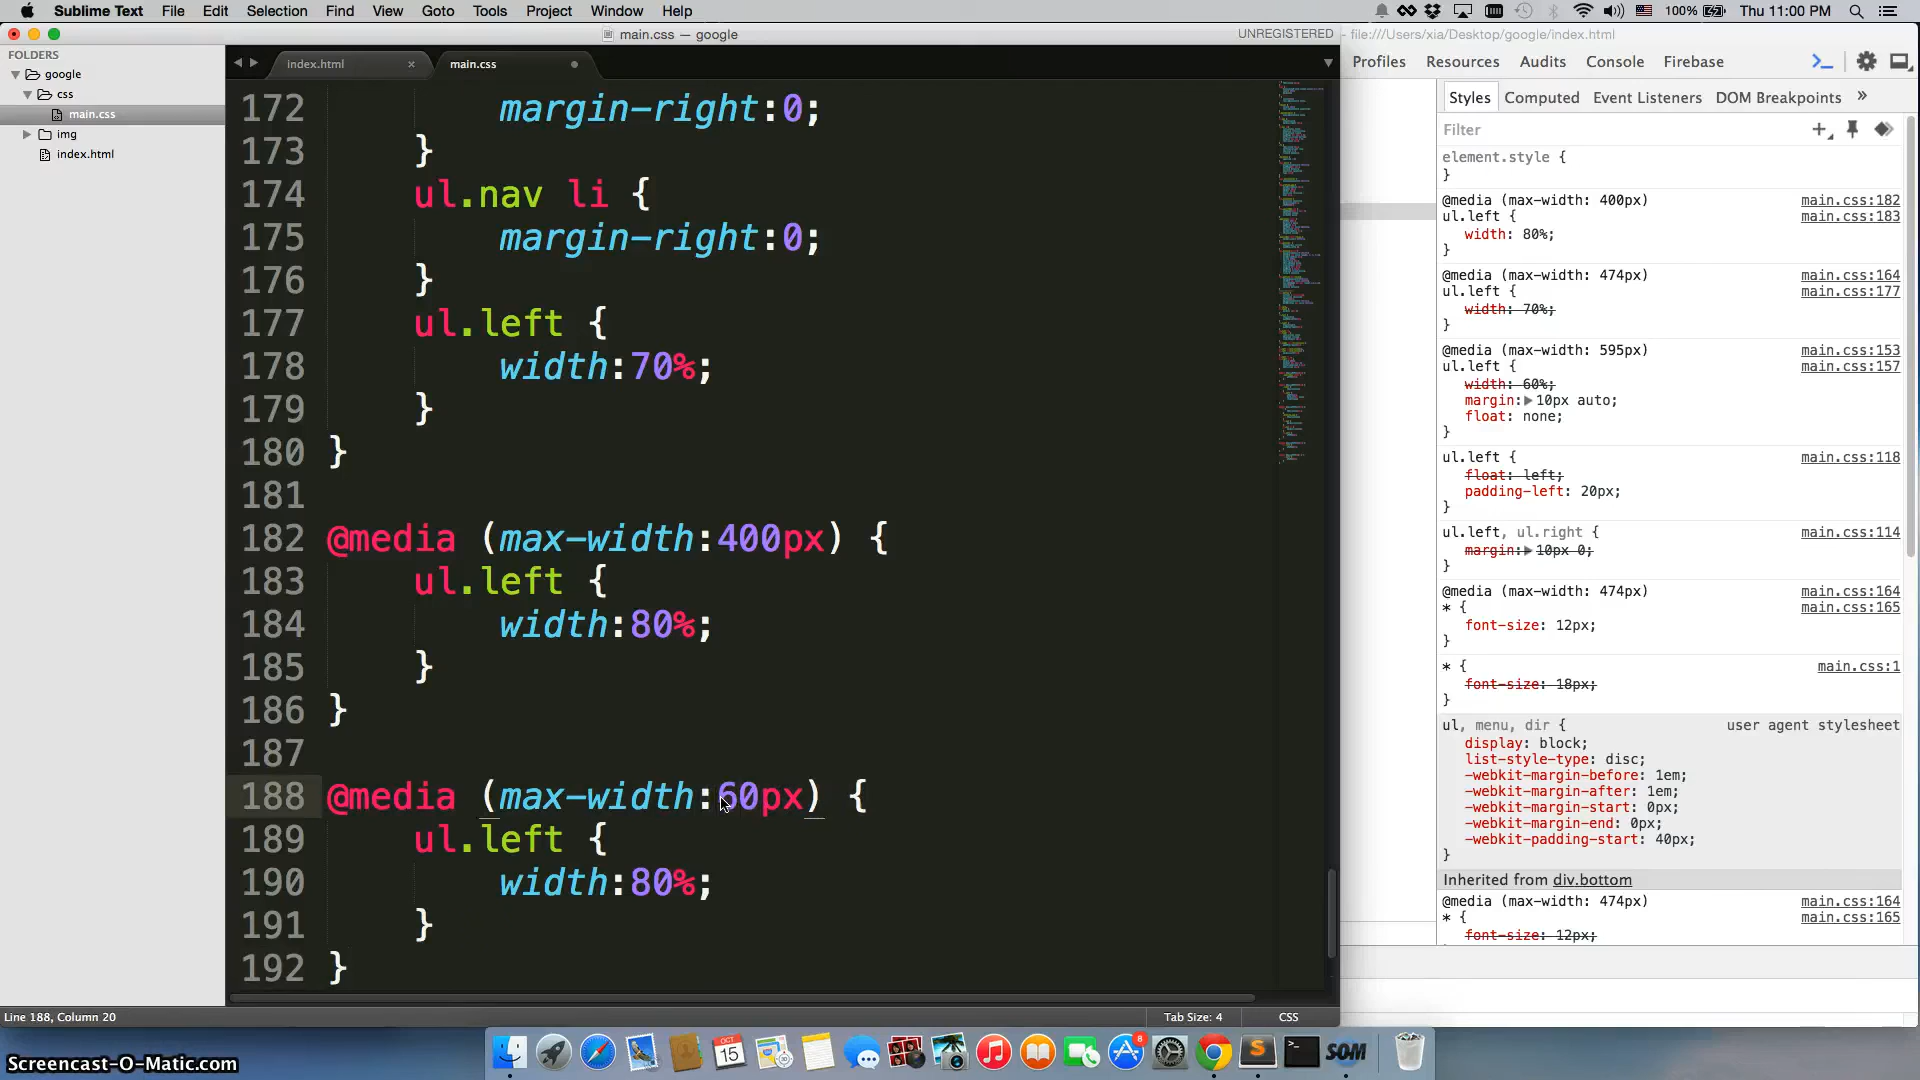 Sublime Text File Edit Selection Find View Goto Tools Project Window Help 100% Thu 11:00 PM
main.css — google UNREGISTERED
file:///Users/xia/Desktop/google/index.html
FOLDERS
google
css
main.css
img
index.html
index.html × main.css
172 margin-right:0;
173 }
174 ul.nav li {
175 margin-right:0;
176 }
177 ul.left {
178 width:70%;
179 }
180 }
181
182 @media (max-width:400px) {
183 ul.left {
184 width:80%;
185 }
186 }
187
188 @media (max-width:60px) {
189 ul.left {
190 width:80%;
191 }
192 }
Line 188, Column 20 Tab Size: 4 CSS
Profiles Resources Audits Console Firebase
Styles Computed Event Listeners DOM Breakpoints »
Filter
element.style {
}
@media (max-width: 400px) main.css:182
ul.left { main.css:183
width: 80%;
}
@media (max-width: 474px) main.css:164
ul.left { main.css:177
width: 70%;
}
@media (max-width: 595px) main.css:153
ul.left { main.css:157
width: 60%;
margin: 10px auto;
float: none;
}
ul.left { main.css:118
float: left;
padding-left: 20px;
}
ul.left, ul.right { main.css:114
margin: 10px 0;
}
@media (max-width: 474px) main.css:164
* { main.css:165
font-size: 12px;
}
* { main.css:1
font-size: 18px;
}
ul, menu, dir { user agent stylesheet
display: block;
list-style-type: disc;
-webkit-margin-before: 1em;
-webkit-margin-after: 1em;
-webkit-margin-start: 0px;
-webkit-margin-end: 0px;
-webkit-padding-start: 40px;
}
Inherited from div.bottom
@media (max-width: 474px) main.css:164
* { main.css:165
font-size: 12px;
15
8
SOM
Screencast-O-Matic.com